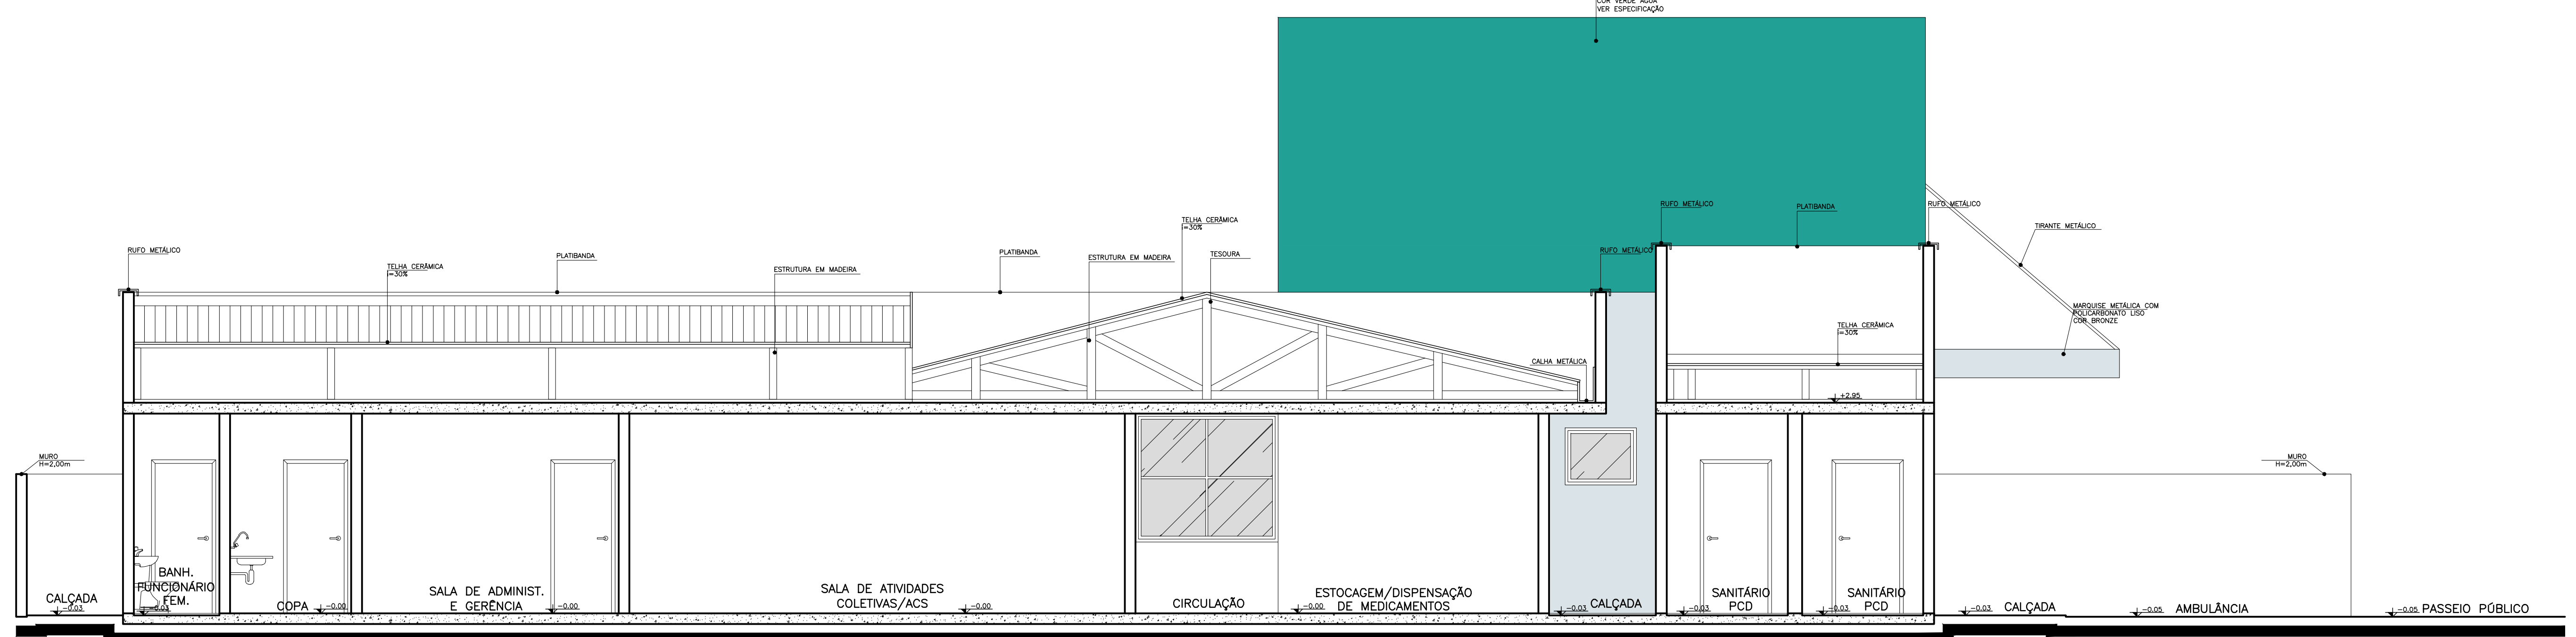 COR VERDE ÁGUA
VER ESPECIFICAÇÃO
RUFO METÁLICO
TELHA CERÂMICA
i=30%
PLATIBANDA
ESTRUTURA EM MADEIRA
PLATIBANDA
ESTRUTURA EM MADEIRA
TELHA CERÂMICA
i=30%
TESOURA
CALHA METÁLICA
RUFO METÁLICO
RUFO METÁLICO
PLATIBANDA
RUFO METÁLICO
TIRANTE METÁLICO
MARQUISE METÁLICA COM
POLICARBONATO LISO
COR BRONZE
TELHA CERÂMICA
i=30%
+2.95
MURO
H=2,00m
MURO
H=2,00m
CALÇADA
-0.03
BANH.
FUNCIONÁRIO
FEM.
-0.03
COPA
-0.00
SALA DE ADMINIST.
E GERÊNCIA
-0.00
SALA DE ATIVIDADES
COLETIVAS/ACS
-0.00
CIRCULAÇÃO
-0.00
ESTOCAGEM/DISPENSAÇÃO
DE MEDICAMENTOS
-0.03
CALÇADA
-0.03
SANITÁRIO
PCD
-0.03
SANITÁRIO
PCD
-0.03
CALÇADA
-0.05
AMBULÂNCIA
-0.05
PASSEIO PÚBLICO